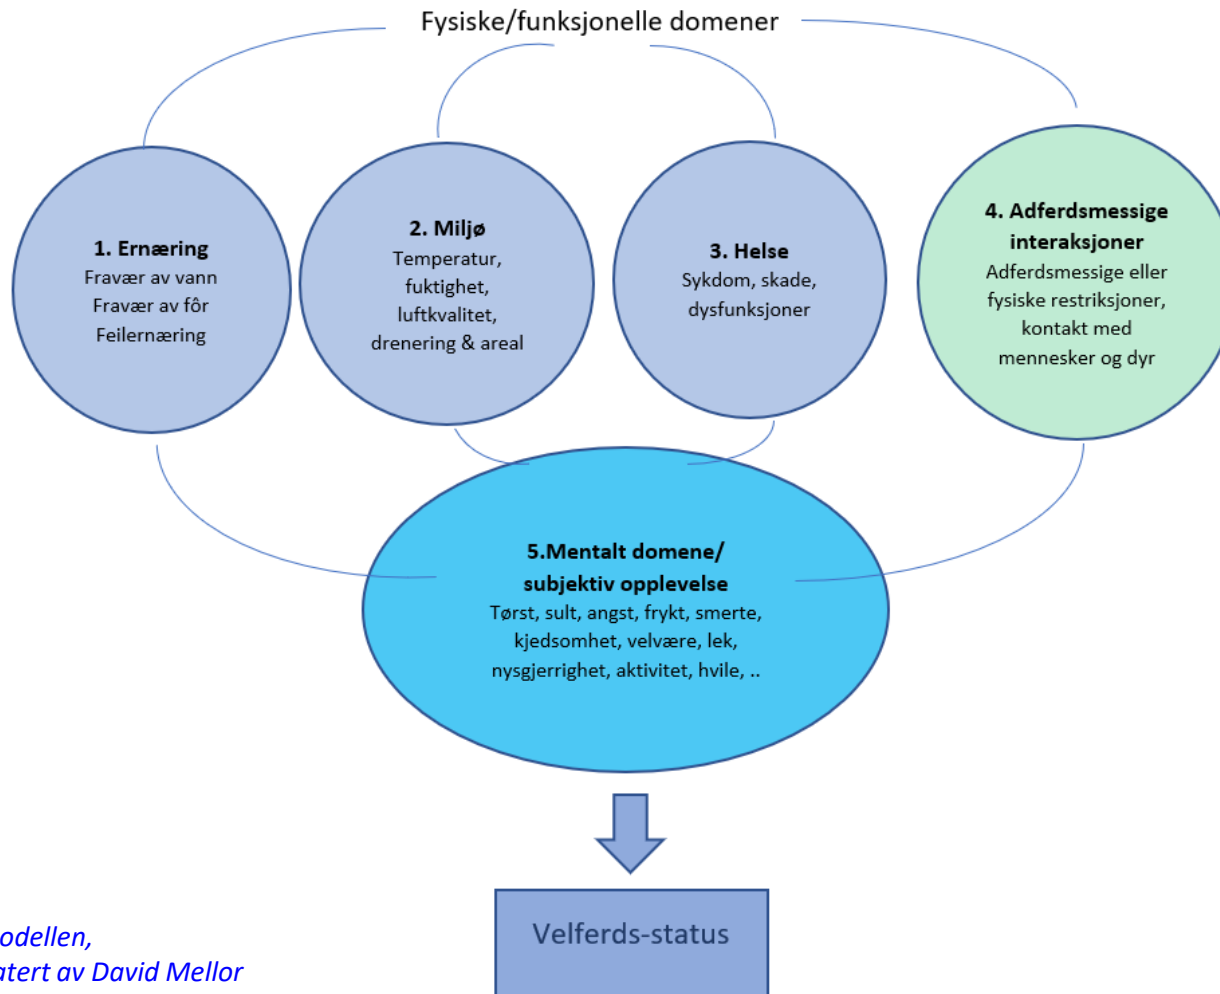 Fysiske/funksjonelle domener
1. Ernæring
Fravær av vann
Fravær av fôr
Feilernæring
2. Miljø
Temperatur,
fuktighet,
luftkvalitet,
drenering & areal
3. Helse
Sykdom, skade,
dysfunksjoner
4. Adferdsmessige
interaksjoner
Adferdsmessige eller
fysiske restriksjoner,
kontakt med
mennesker og dyr
5.Mentalt domene/
subjektiv opplevelse
Tørst, sult, angst, frykt, smerte,
kjedsomhet, velvære, lek,
nysgjerrighet, aktivitet, hvile, ..
Velferds-status
odellen,
atert av David Mellor